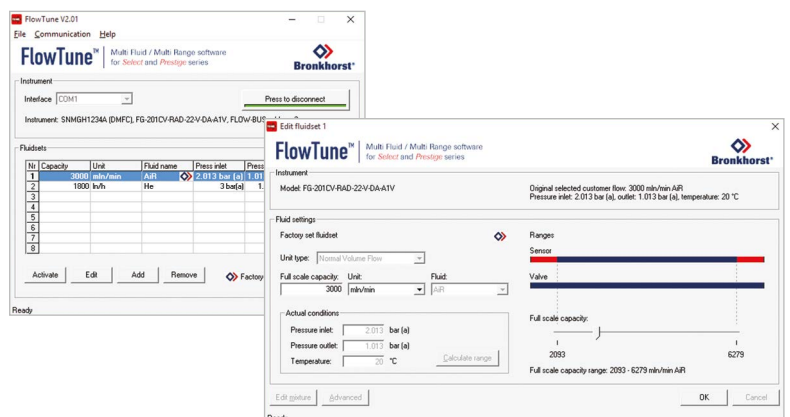 FlowTune V2.01
File Communication Help
FlowTune™ Multi Fluid / Multi Range software
for Select and Prestige series
Bronkhorst®
Instrument
Interface COM1 Press to disconnect
Instrument: SNMGH1234A (DMFC), FG-201CV-RAD-22-V-DA-A1V, FLOW-BUS
Fluidsets
Nr Capacity Unit Fluid name Press inlet Press
1 3000 mln/min AiR 2.013 bar (a) 1.01
2 1800 ln/h He 3 bar(a) 1.
3
4
5
6
7
8
Activate Edit Add Remove Factory
Ready
Edit fluidset 1
FlowTune™ Multi Fluid / Multi Range software
for Select and Prestige series
Bronkhorst®
Instrument
Model: FG-201CV-RAD-22-V-DA-A1V Original selected customer flow: 3000 mln/min AiR
Pressure inlet: 2.013 bar (a), outlet: 1.013 bar (a), temperature: 20 °C
Fluid settings
Factory set fluidset Ranges
Sensor
Unit type: Normal Volume Flow
Full scale capacity: Unit: Fluid: Valve
3000 mln/min AiR
Actual conditions
Full scale capacity:
Pressure inlet: 2.013 bar (a)
Pressure outlet: 1.013 bar (a)
Temperature: 20 °C Calculate range
2093 6279
Full scale capacity range: 2093 - 6279 mln/min AiR
Edit mixture Advanced OK Cancel